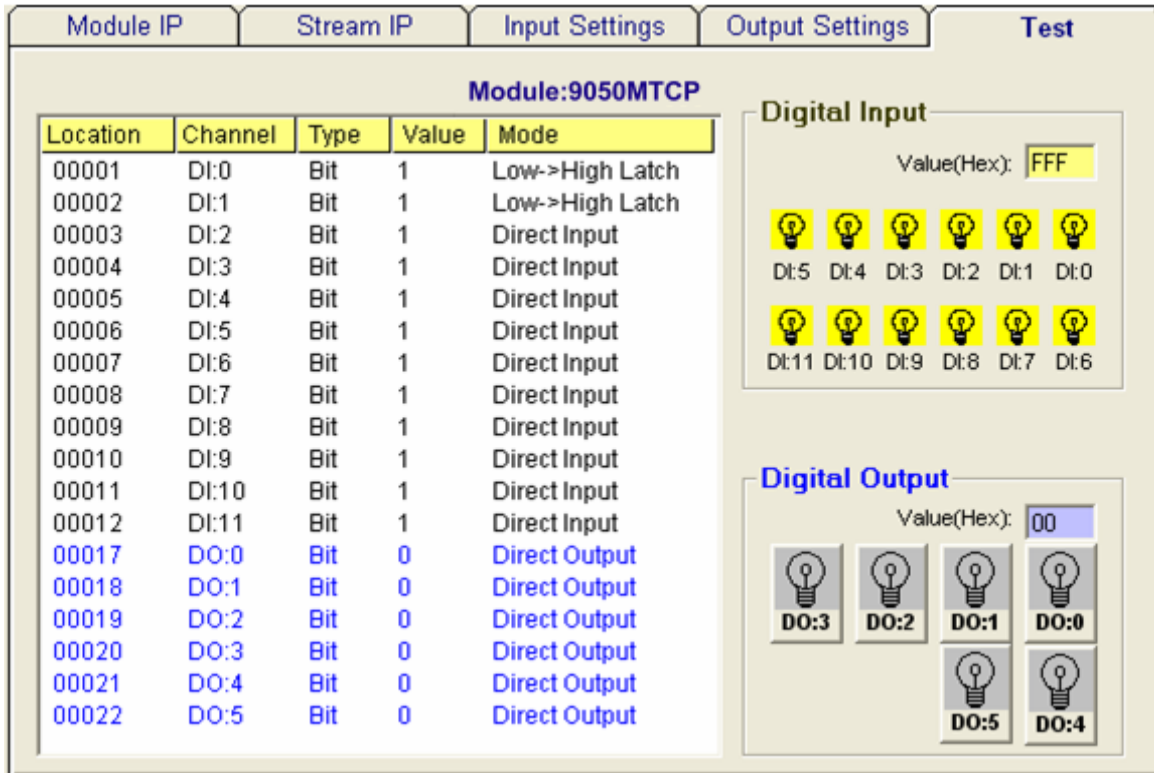 Module IP Stream IP Input Settings Output Settings Test
Module:9050MTCP
Location Channel Type Value Mode
00001 DI:0 Bit 1 Low->High Latch
00002 DI:1 Bit 1 Low->High Latch
00003 DI:2 Bit 1 Direct Input
00004 DI:3 Bit 1 Direct Input
00005 DI:4 Bit 1 Direct Input
00006 DI:5 Bit 1 Direct Input
00007 DI:6 Bit 1 Direct Input
00008 DI:7 Bit 1 Direct Input
00009 DI:8 Bit 1 Direct Input
00010 DI:9 Bit 1 Direct Input
00011 DI:10 Bit 1 Direct Input
00012 DI:11 Bit 1 Direct Input
00017 DO:0 Bit 0 Direct Output
00018 DO:1 Bit 0 Direct Output
00019 DO:2 Bit 0 Direct Output
00020 DO:3 Bit 0 Direct Output
00021 DO:4 Bit 0 Direct Output
00022 DO:5 Bit 0 Direct Output
Digital Input
Value(Hex): FFF
DI:5 DI:4 DI:3 DI:2 DI:1 DI:0
DI:11 DI:10 DI:9 DI:8 DI:7 DI:6
Digital Output
Value(Hex): 00
DO:3 DO:2 DO:1 DO:0
DO:5 DO:4